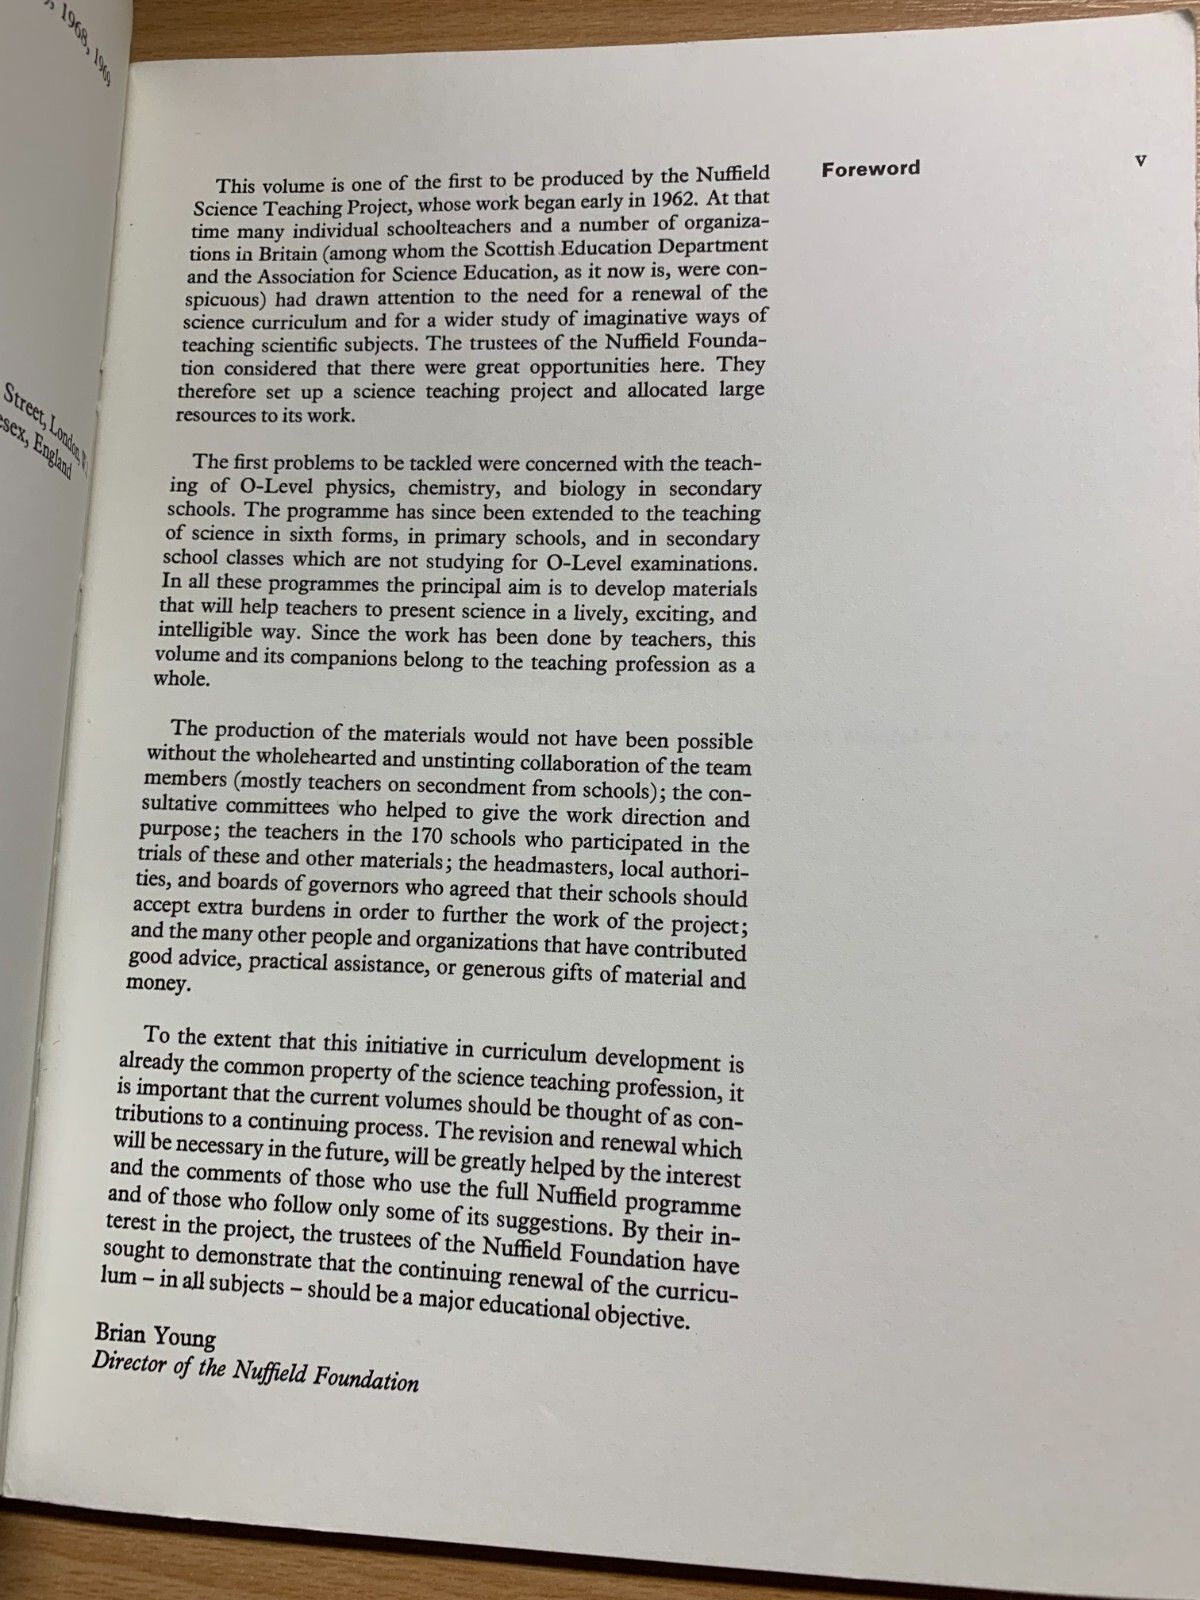 1968, 1969
Street, London, W
England
Foreword
v
This volume is one of the first to be produced by the Nuffield
Science Teaching Project, whose work began early in 1962. At that
time many individual schoolteachers and a number of organiza-
tions in Britain (among whom the Scottish Education Department
and the Association for Science Education, as it now is, were con-
spicuous) had drawn attention to the need for a renewal of the
science curriculum and for a wider study of imaginative ways of
teaching scientific subjects. The trustees of the Nuffield Founda-
tion considered that there were great opportunities here. They
therefore set up a science teaching project and allocated large
resources to its work.
The first problems to be tackled were concerned with the teach-
ing of O-Level physics, chemistry, and biology in secondary
schools. The programme has since been extended to the teaching
of science in sixth forms, in primary schools, and in secondary
school classes which are not studying for O-Level examinations.
In all these programmes the principal aim is to develop materials
that will help teachers to present science in a lively, exciting, and
intelligible way. Since the work has been done by teachers, this
volume and its companions belong to the teaching profession as a
whole.
The production of the materials would not have been possible
without the wholehearted and unstinting collaboration of the team
members (mostly teachers on secondment from schools); the con-
sultative committees who helped to give the work direction and
purpose; the teachers in the 170 schools who participated in the
trials of these and other materials; the headmasters, local authori-
ties, and boards of governors who agreed that their schools should
accept extra burdens in order to further the work of the project;
and the many other people and organizations that have contributed
good advice, practical assistance, or generous gifts of material and
money.
To the extent that this initiative in curriculum development is
already the common property of the science teaching profession, it
is important that the current volumes should be thought of as con-
tributions to a continuing process. The revision and renewal which
will be necessary in the future, will be greatly helped by the interest
and the comments of those who use the full Nuffield programme
and of those who follow only some of its suggestions. By their in-
terest in the project, the trustees of the Nuffield Foundation have
sought to demonstrate that the continuing renewal of the curricu-
lum – in all subjects – should be a major educational objective.
Brian Young
Director of the Nuffield Foundation